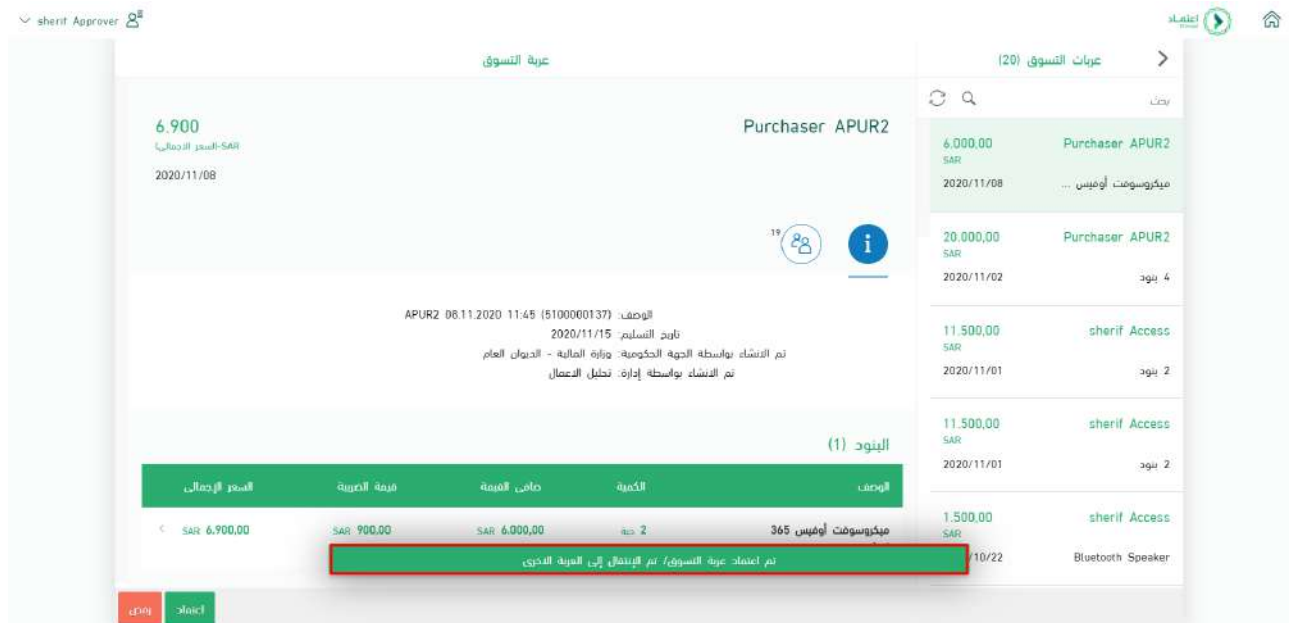 sherif Approver
اعتماد
عربات التسوق (20)
بحث
Purchaser APUR2
6.000,00
SAR
ميكروسوفت أوفيس ...
2020/11/08
Purchaser APUR2
20.000,00
SAR
4 بنود
2020/11/02
sherif Access
11.500,00
SAR
2 بنود
2020/11/01
sherif Access
11.500,00
SAR
2 بنود
2020/11/01
sherif Access
1.500,00
SAR
Bluetooth Speaker
/10/22
عربة التسوق
Purchaser APUR2
6.900
SAR-السعر الاجمالي)
2020/11/08
19
الوصف: APUR2 08.11.2020 11:45 (5100000137)
تاريخ التسليم: 2020/11/15
تم الانشاء بواسطة الجهة الحكومية: وزارة المالية - الديوان العام
تم الانشاء بواسطة إدارة: تحليل الاعمال
البنود (1)
الوصف الكمية صافي القيمة قيمة الضريبة السعر الإجمالي
ميكروسوفت أوفيس 365 2 حبة 6.000,00 SAR 900,00 SAR 6.900,00 SAR
تم اعتماد عربة التسوق/ تم الإنتقال إلى العربة الاخرى
اعتماد رفض